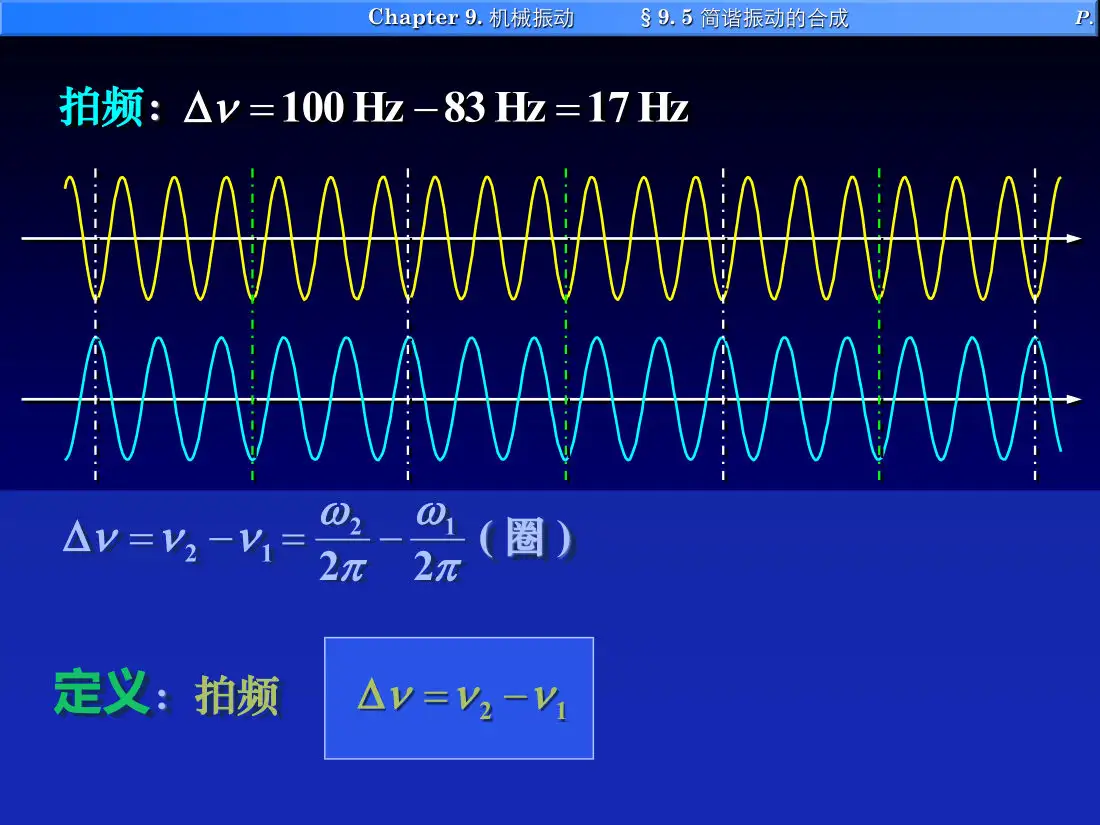 Chapter 9. 机械振动 § 9. 5 简谐振动的合成 P.
拍频：Δν = 100 Hz − 83 Hz = 17 Hz
Δν = ν₂ − ν₁ = ω₂/2π − ω₁/2π ( 圈 )
定义：拍频 Δν = ν₂ − ν₁